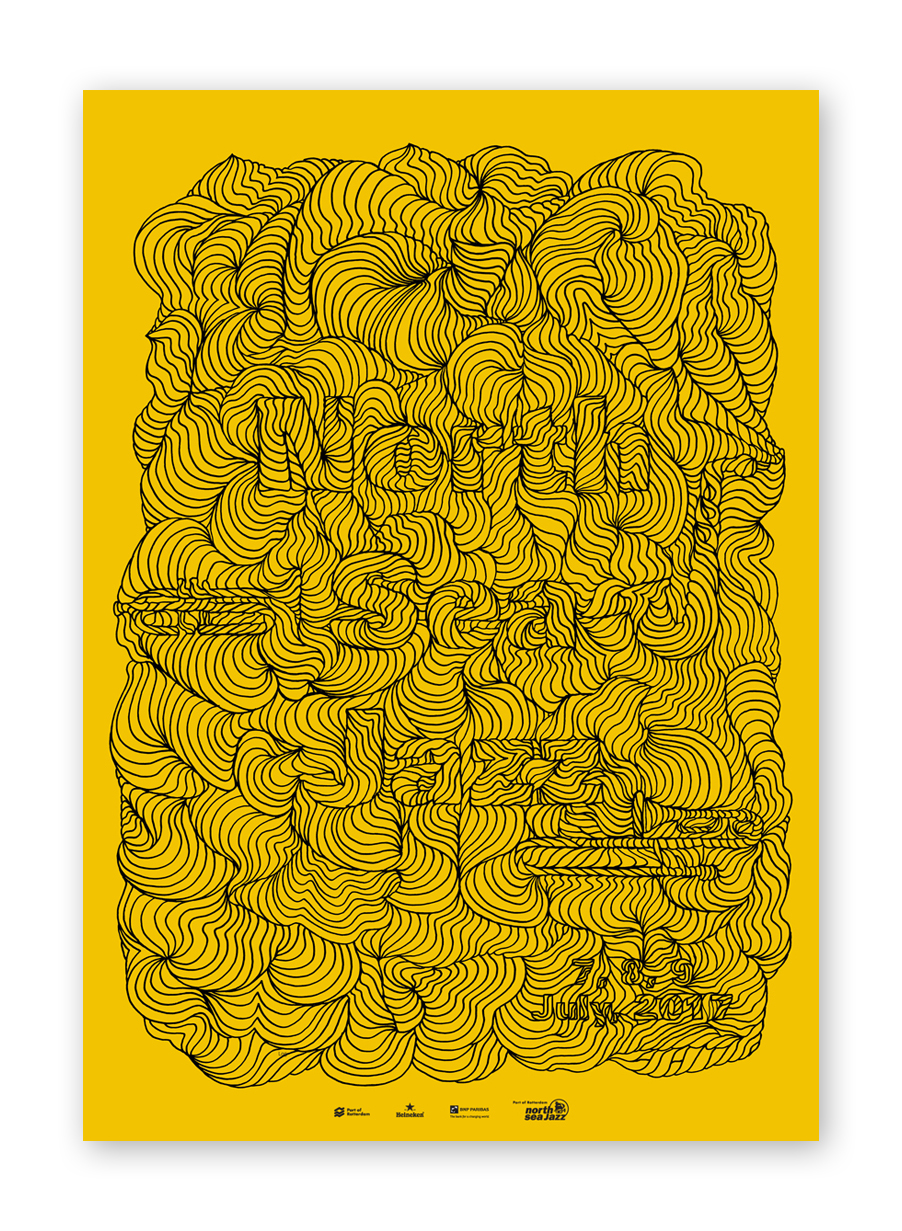 North
Sea
Jazz
7, 8, 9
July, 2017
Port of
Rotterdam
Heineken
BNP PARIBAS
The bank for a changing world
Port of Rotterdam
north
sea Jazz